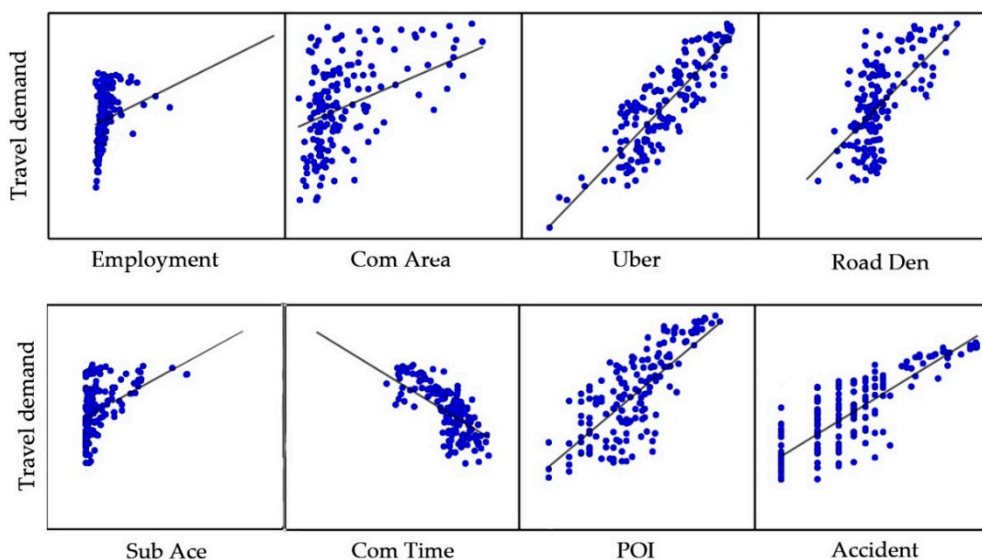 Travel demand
Employment
Com Area
Uber
Road Den
Travel demand
Sub Ace
Com Time
POI
Accident